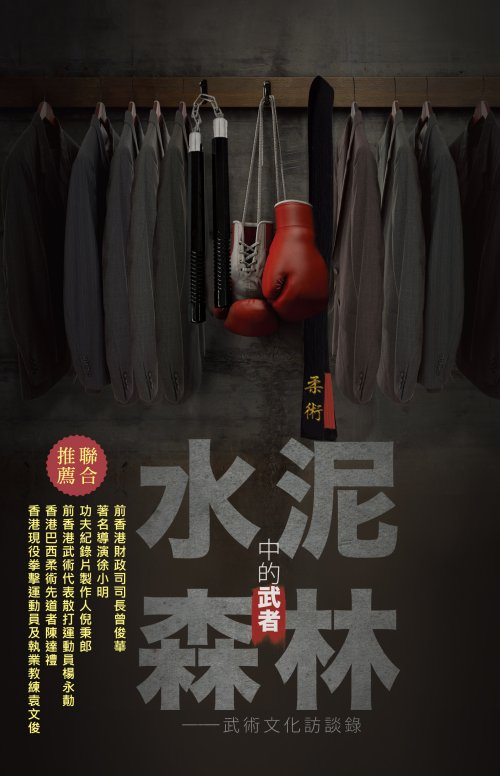 柔術
水泥
中的武者
森林
——武術文化訪談錄
聯合
推薦
前香港財政司司長曾俊華
著名導演徐小明
功夫紀錄片製作人倪秉郎
前香港武術代表散打運動員楊永勣
香港巴西柔術先道者陳達禮
香港現役拳擊運動員及執業教練袁文俊